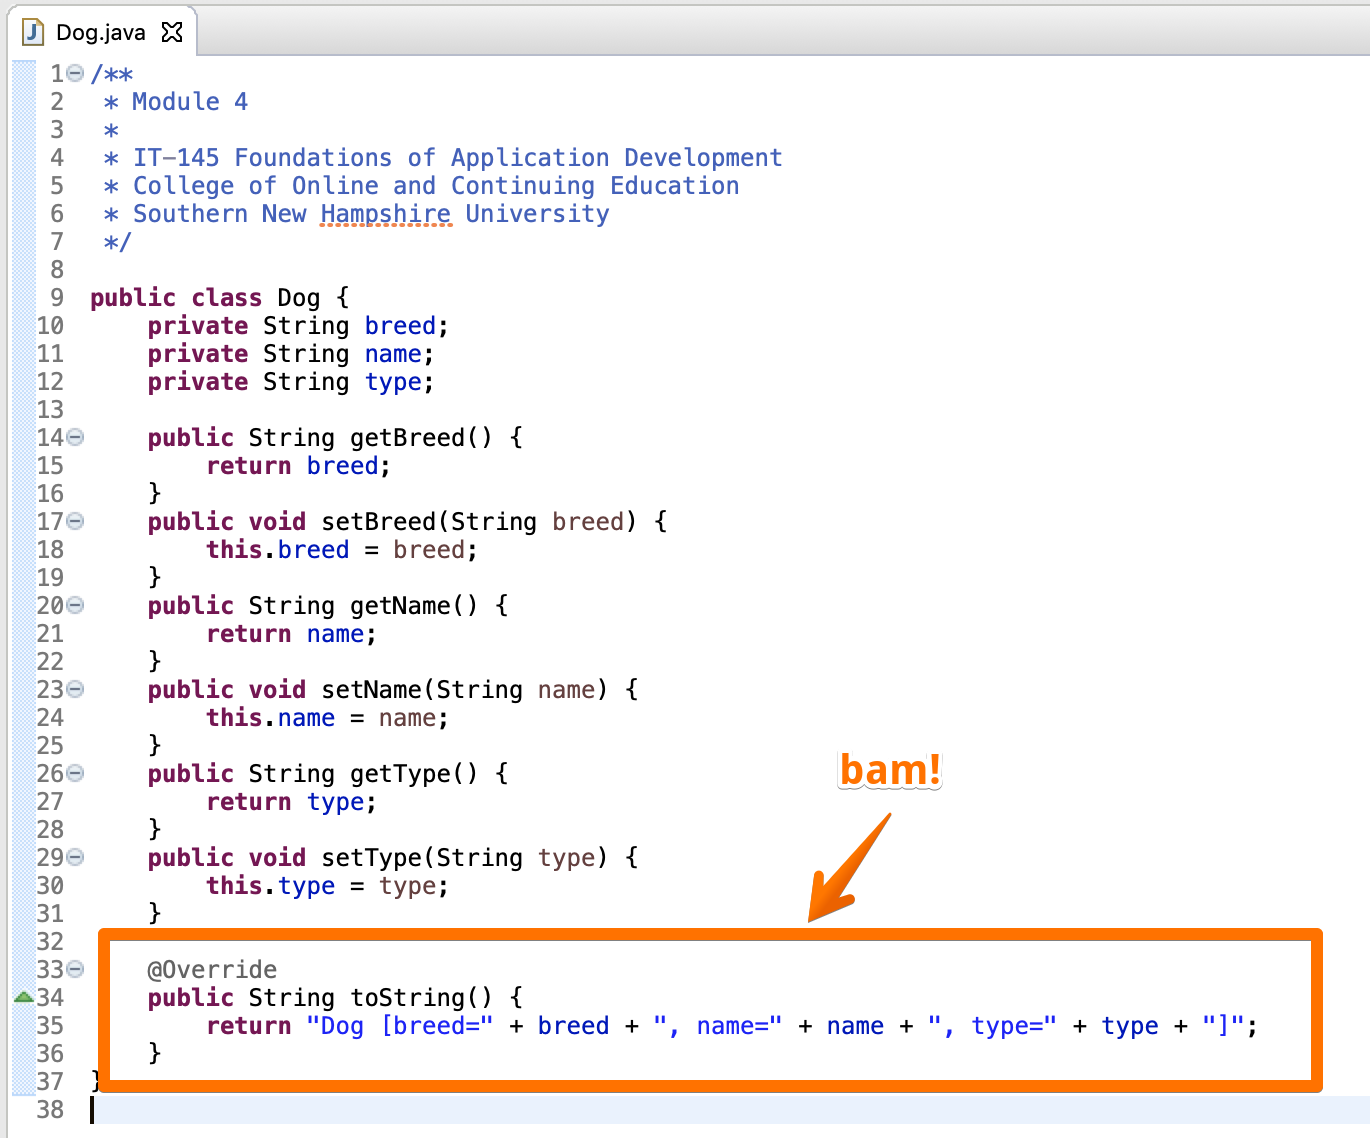 Dog.java
1 /**
2  * Module 4
3  *
4  * IT-145 Foundations of Application Development
5  * College of Online and Continuing Education
6  * Southern New Hampshire University
7  */
8
9 public class Dog {
10     private String breed;
11     private String name;
12     private String type;
13
14     public String getBreed() {
15         return breed;
16     }
17     public void setBreed(String breed) {
18         this.breed = breed;
19     }
20     public String getName() {
21         return name;
22     }
23     public void setName(String name) {
24         this.name = name;
25     }
26     public String getType() {
27         return type;
28     }
29     public void setType(String type) {
30         this.type = type;
31     }
bam!
32
33     @Override
34     public String toString() {
35         return "Dog [breed=" + breed + ", name=" + name + ", type=" + type + "]";
36     }
37 }
38